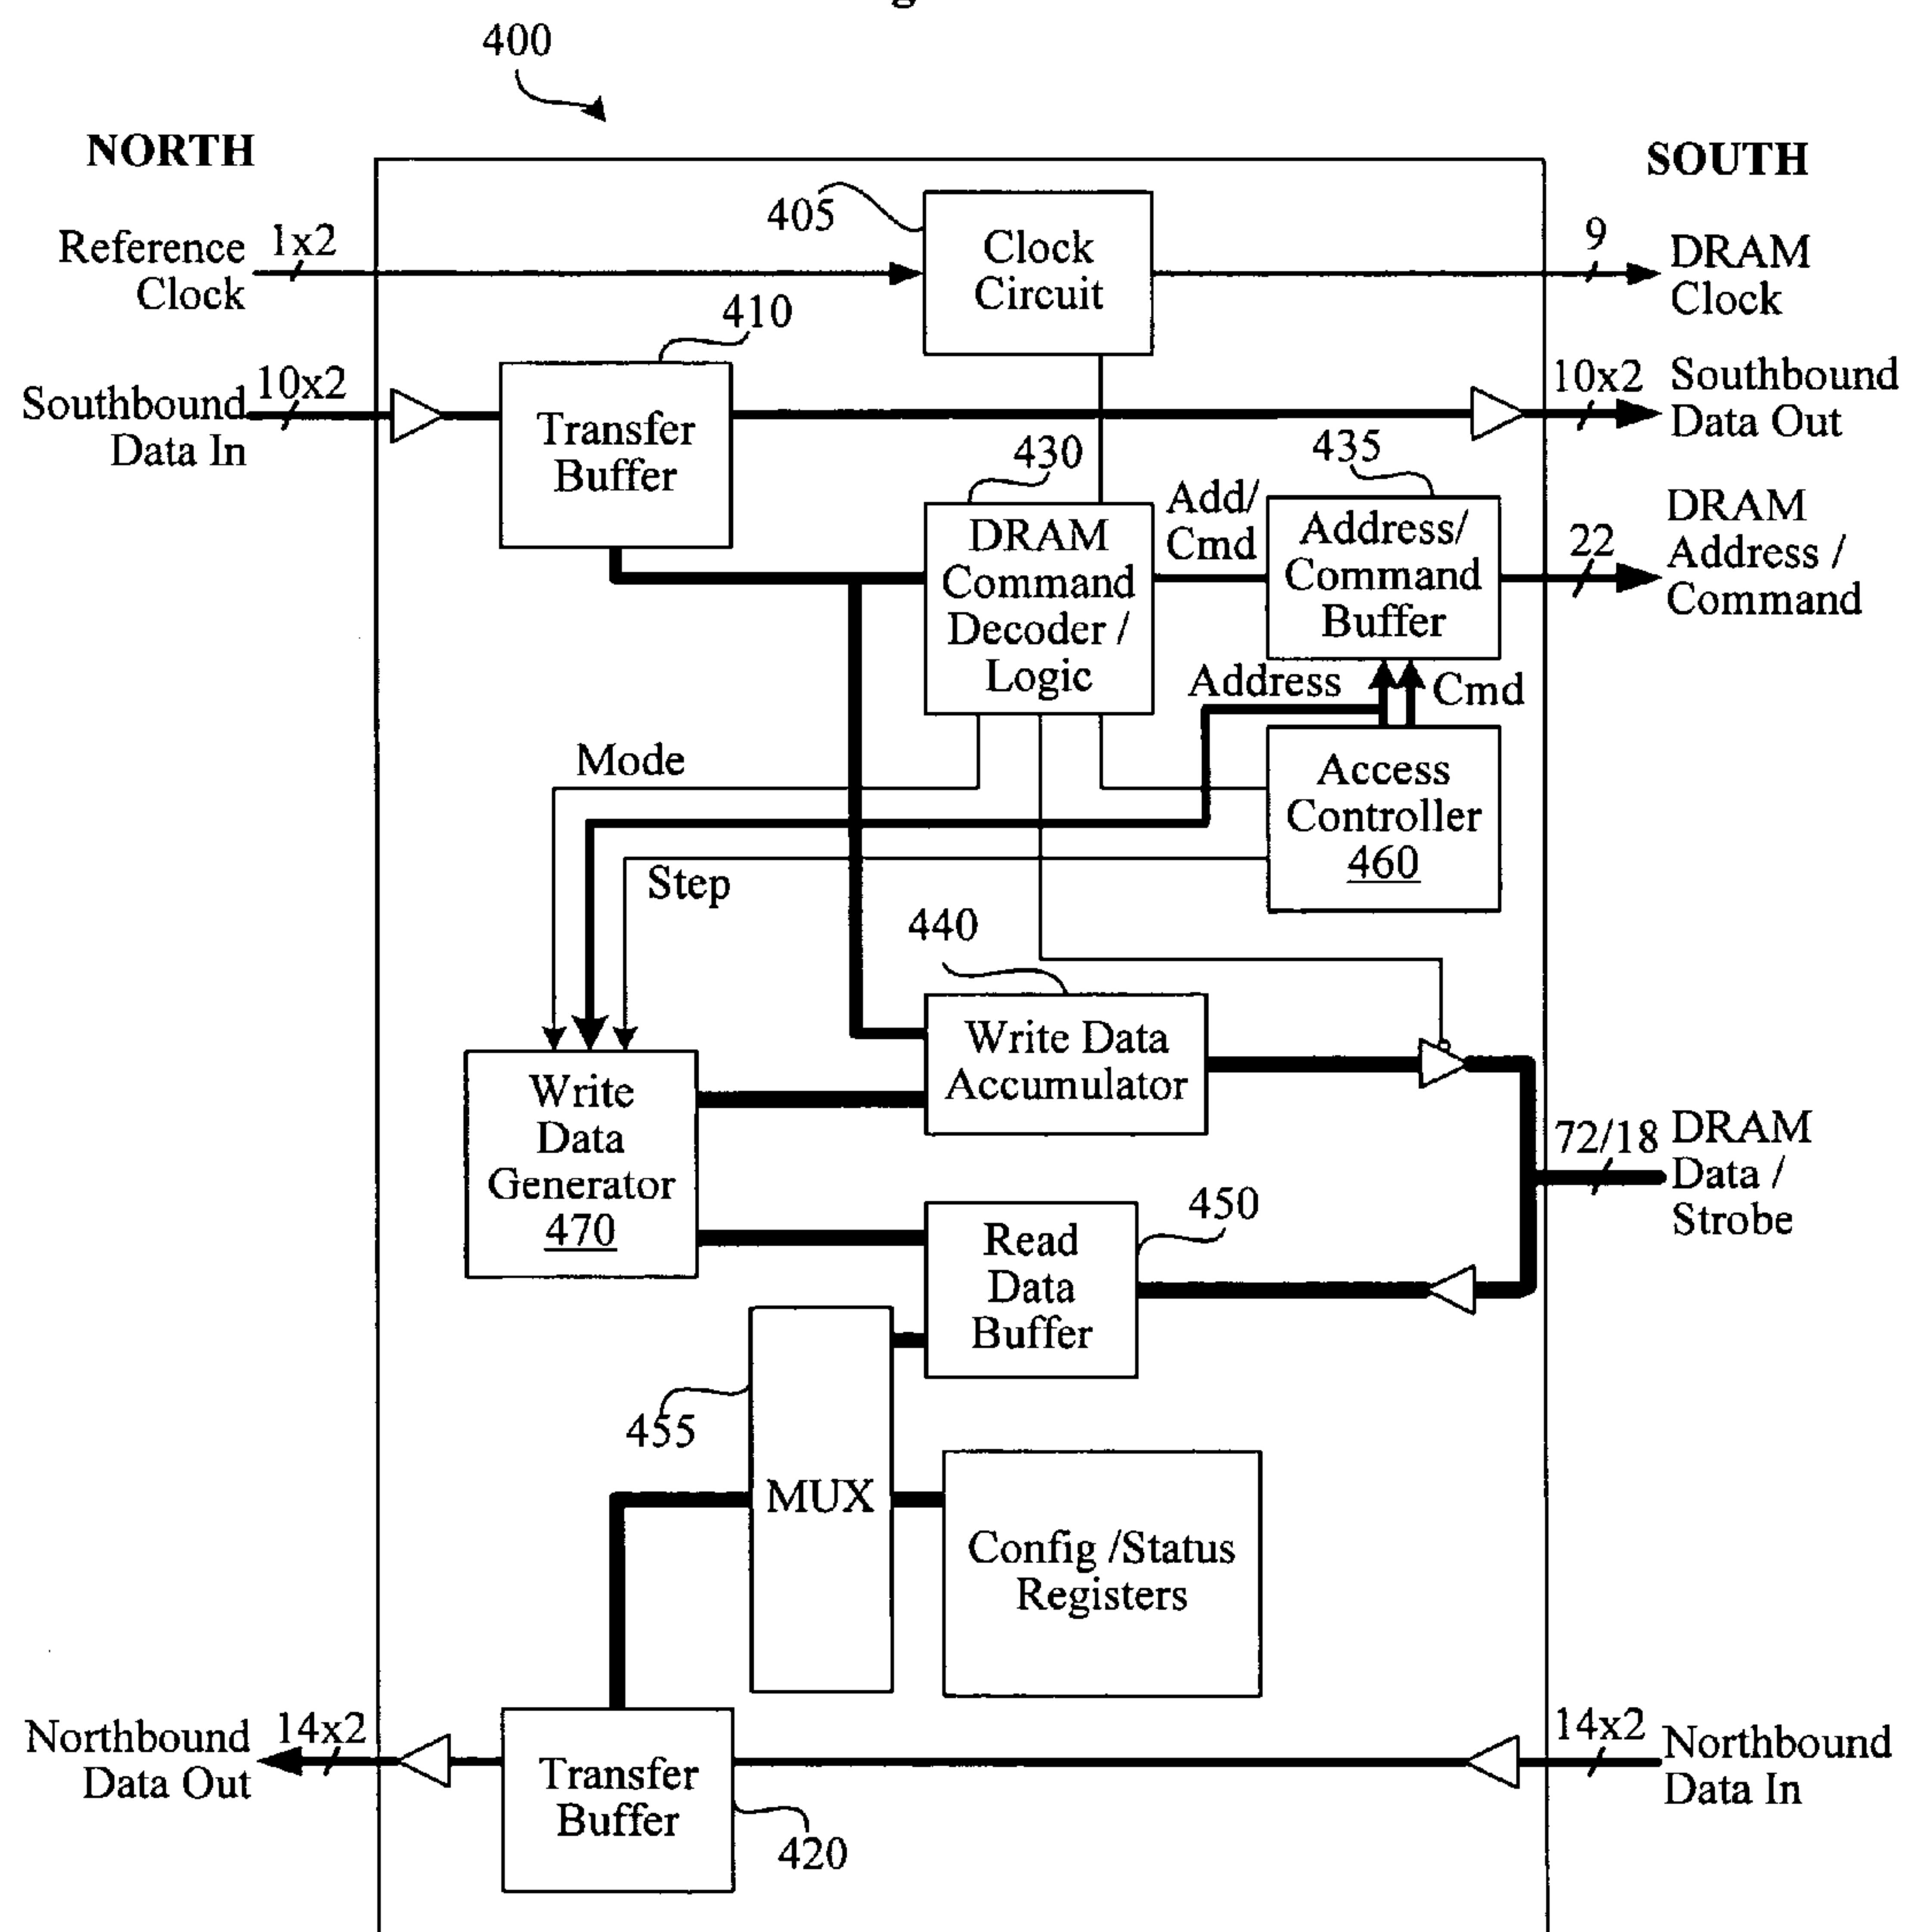 400
NORTH
SOUTH
405
Clock
Circuit
Reference
Clock
1x2
9
DRAM
Clock
410
Southbound
Data In
10x2
Transfer
Buffer
10x2
Southbound
Data Out
430
435
DRAM
Command
Decoder /
Logic
Add/
Cmd
Address/
Command
Buffer
22
DRAM
Address /
Command
Address
Cmd
Mode
Access
Controller
460
Step
440
Write Data
Accumulator
Write
Data
Generator
470
72/18
DRAM
Data /
Strobe
450
Read
Data
Buffer
455
MUX
Config /Status
Registers
Northbound
Data Out
14x2
Transfer
Buffer
420
14x2
Northbound
Data In